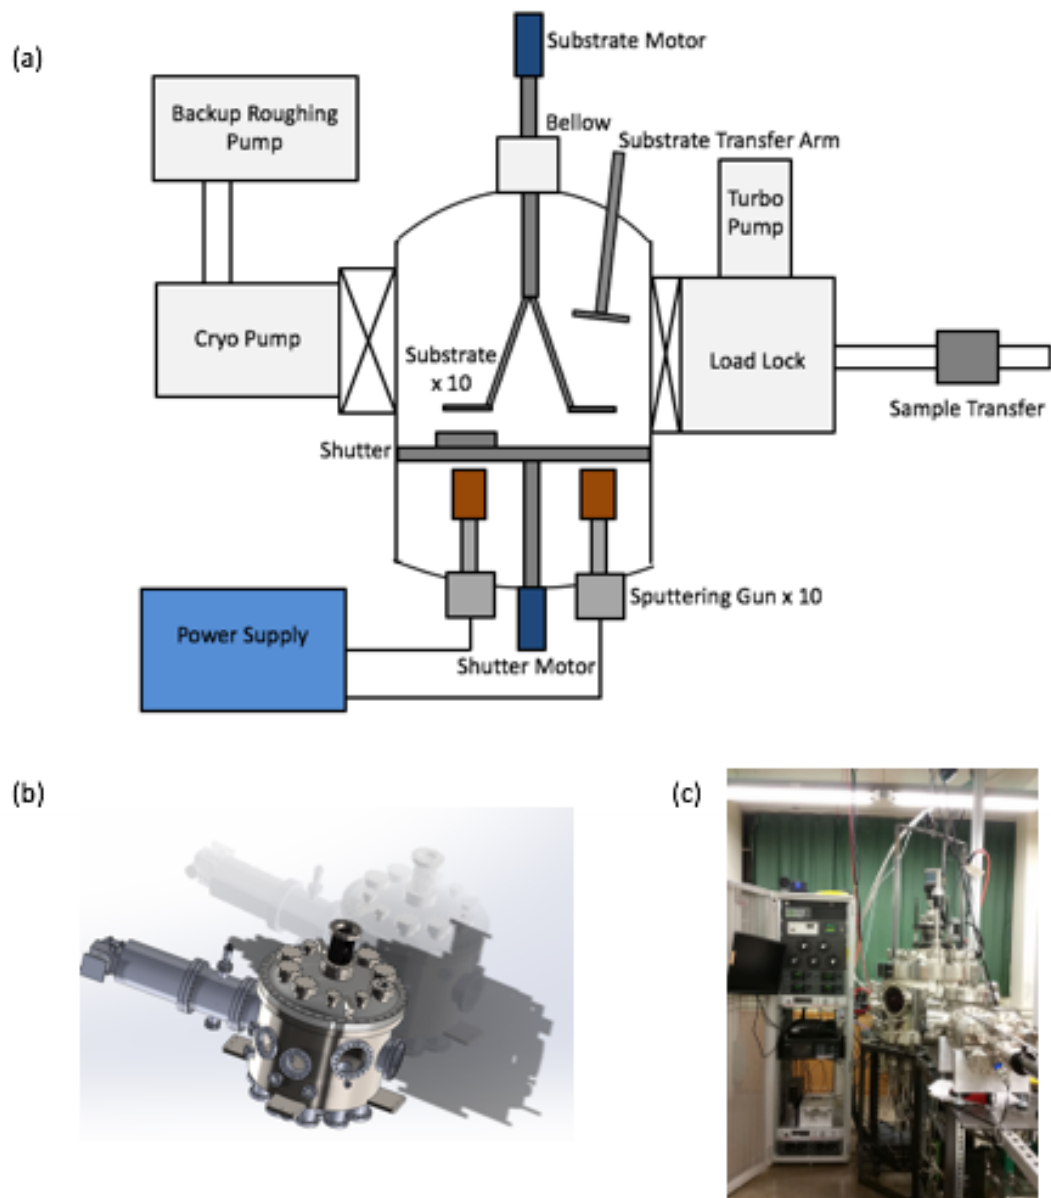 (a)
Substrate Motor
Backup Roughing
Pump
Bellow
Substrate Transfer Arm
Turbo
Pump
Cryo Pump
Substrate
x 10
Load Lock
Sample Transfer
Shutter
Sputtering Gun x 10
Power Supply
Shutter Motor
(b)
(c)